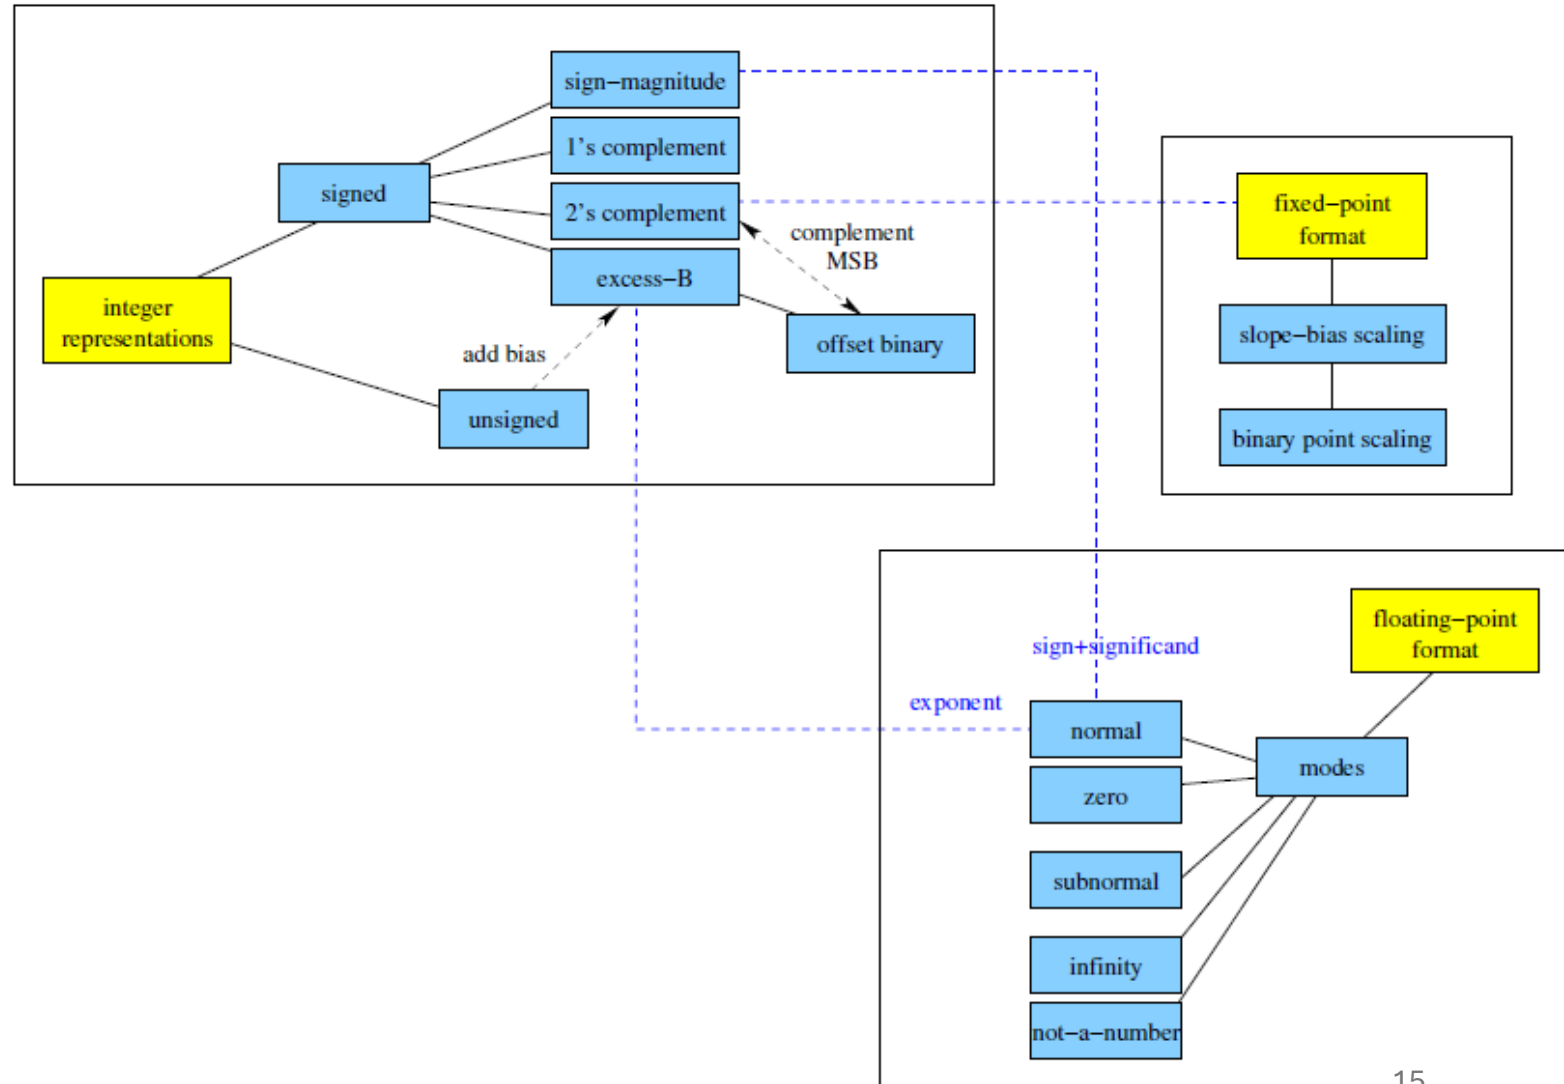 sign−magnitude
1's complement
signed
2's complement
complement
MSB
excess−B
integer
representations
add bias
offset binary
unsigned
fixed−point
format
slope−bias scaling
binary point scaling
floating−point
format
sign+significand
exponent
normal
modes
zero
subnormal
infinity
not−a−number
15